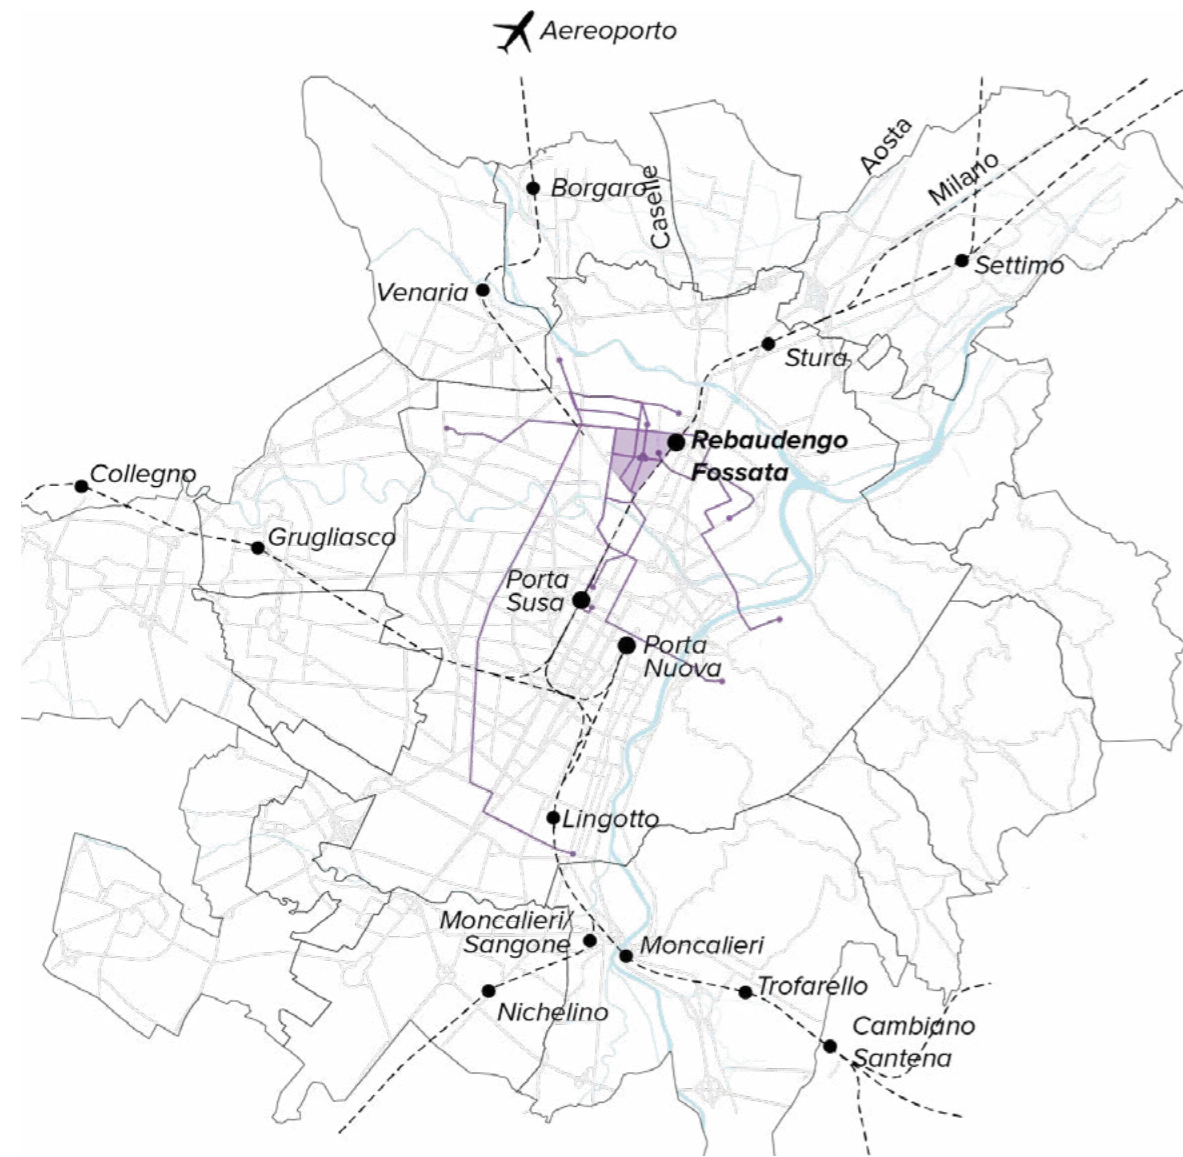 Aereoporto
Borgaro
Caselle
Aosta
Milano
Venaria
Settimo
Stura
Rebaudengo
Fossata
Collegno
Grugliasco
Porta
Susa
Porta
Nuova
Lingotto
Moncalieri/
Sangone
Moncalieri
Nichelino
Trofarello
Cambiano
Santena